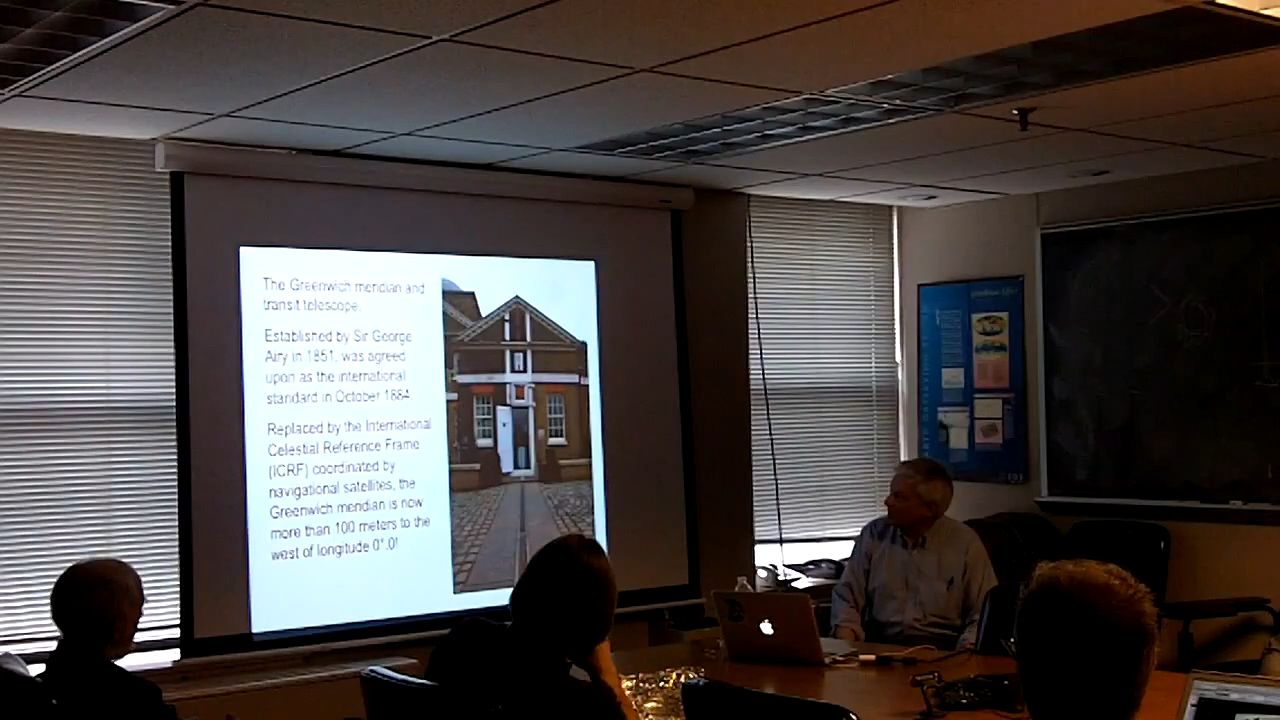 The Greenwich meridian and
transit telescope.
Established by Sir George
Airy in 1851, was agreed
upon as the international
standard in October 1884.
Replaced by the International
Celestial Reference Frame
(ICRF) coordinated by
navigational satellites, the
Greenwich meridian is now
more than 100 meters to the
west of longitude 0°.0!